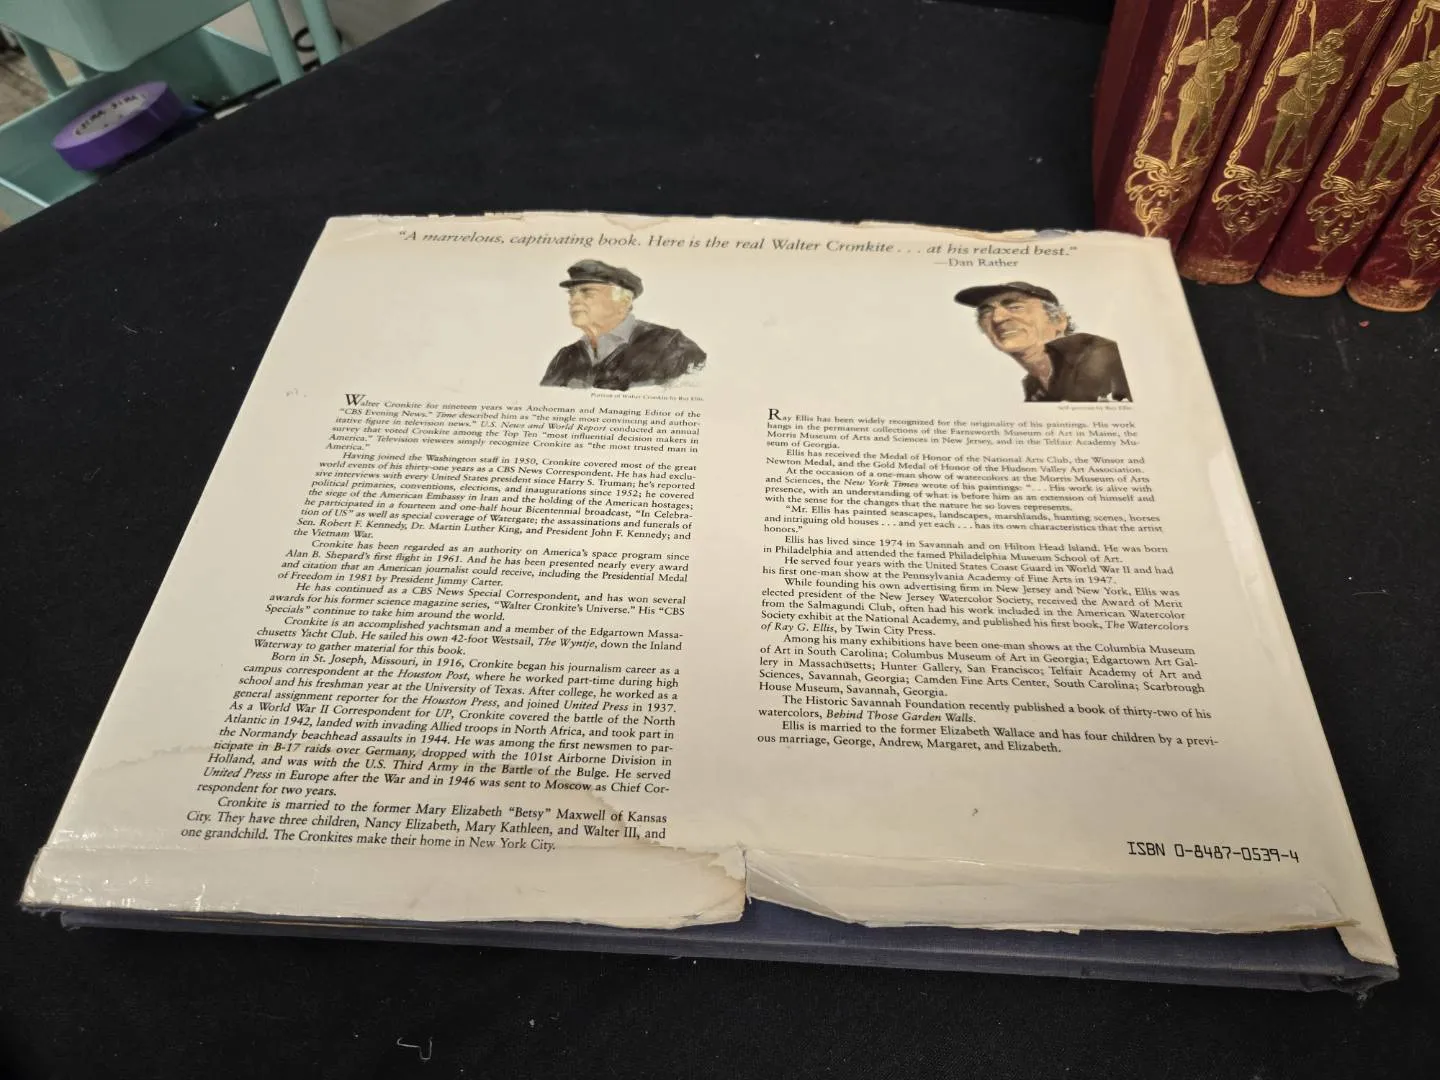 "A marvelous, captivating book. Here is the real Walter Cronkite . . . at his relaxed best."
—Dan Rather
Portrait of Walter Cronkite by Ray Ellis
Walter Cronkite for nineteen years was Anchorman and Managing Editor of the
"CBS Evening News." Time described him as "the single most convincing and author-
itative figure in television news." U.S. News and World Report conducted an annual
survey that voted Cronkite among the Top Ten "most influential decision makers in
America." Television viewers simply recognize Cronkite as "the most trusted man in
America."
Having joined the Washington staff in 1950, Cronkite covered most of the great
world events of his thirty-one years as a CBS News Correspondent. He has had exclu-
sive interviews with every United States president since Harry S. Truman; he's reported
political primaries, conventions, elections, and inaugurations since 1952; he covered
the siege of the American Embassy in Iran and the holding of the American hostages;
he participated in a fourteen and one-half hour Bicentennial broadcast, "In Celebra-
tion of US" as well as special coverage of Watergate; the assassinations and funerals of
Sen. Robert F. Kennedy, Dr. Martin Luther King, and President John F. Kennedy; and
the Vietnam War.
Cronkite has been regarded as an authority on America's space program since
Alan B. Shepard's first flight in 1961. And he has been presented nearly every award
and citation that an American journalist could receive, including the Presidential Medal
of Freedom in 1981 by President Jimmy Carter.
He has continued as a CBS News Special Correspondent, and has won several
awards for his former science magazine series, "Walter Cronkite's Universe." His "CBS
Specials" continue to take him around the world.
Cronkite is an accomplished yachtsman and a member of the Edgartown Massa-
chusetts Yacht Club. He sailed his own 42-foot Westsail, The Wyntje, down the Inland
Waterway to gather material for this book.
Born in St. Joseph, Missouri, in 1916, Cronkite began his journalism career as a
campus correspondent at the Houston Post, where he worked part-time during high
school and his freshman year at the University of Texas. After college, he worked as a
general assignment reporter for the Houston Press, and joined United Press in 1937.
As a World War II Correspondent for UP, Cronkite covered the battle of the North
Atlantic in 1942, landed with invading Allied troops in North Africa, and took part in
the Normandy beachhead assaults in 1944. He was among the first newsmen to par-
ticipate in B-17 raids over Germany, dropped with the 101st Airborne Division in
Holland, and was with the U.S. Third Army in the Battle of the Bulge. He served
United Press in Europe after the War and in 1946 was sent to Moscow as Chief Cor-
respondent for two years.
Cronkite is married to the former Mary Elizabeth "Betsy" Maxwell of Kansas
City. They have three children, Nancy Elizabeth, Mary Kathleen, and Walter III, and
one grandchild. The Cronkites make their home in New York City.
Self-portrait by Ray Ellis
Ray Ellis has been widely recognized for the originality of his paintings. His work
hangs in the permanent collections of the Farnsworth Museum of Art in Maine, the
Morris Museum of Arts and Sciences in New Jersey, and in the Telfair Academy Mu-
seum of Georgia.
Ellis has received the Medal of Honor of the National Arts Club, the Winsor and
Newton Medal, and the Gold Medal of Honor of the Hudson Valley Art Association.
At the occasion of a one-man show of watercolors at the Morris Museum of Arts
and Sciences, the New York Times wrote of his paintings: ". . . His work is alive with
presence, with an understanding of what is before him as an extension of himself and
with the sense for the changes that the nature he so loves represents.
"Mr. Ellis has painted seascapes, landscapes, marshlands, hunting scenes, horses
and intriguing old houses . . . and yet each . . . has its own characteristics that the artist
honors."
Ellis has lived since 1974 in Savannah and on Hilton Head Island. He was born
in Philadelphia and attended the famed Philadelphia Museum School of Art.
He served four years with the United States Coast Guard in World War II and had
his first one-man show at the Pennsylvania Academy of Fine Arts in 1947.
While founding his own advertising firm in New Jersey and New York, Ellis was
elected president of the New Jersey Watercolor Society, received the Award of Merit
from the Salmagundi Club, often had his work included in the American Watercolor
Society exhibit at the National Academy, and published his first book, The Watercolors
of Ray G. Ellis, by Twin City Press.
Among his many exhibitions have been one-man shows at the Columbia Museum
of Art in South Carolina; Columbus Museum of Art in Georgia; Edgartown Art Gal-
lery in Massachusetts; Hunter Gallery, San Francisco; Telfair Academy of Art and
Sciences, Savannah, Georgia; Camden Fine Arts Center, South Carolina; Scarbrough
House Museum, Savannah, Georgia.
The Historic Savannah Foundation recently published a book of thirty-two of his
watercolors, Behind Those Garden Walls.
Ellis is married to the former Elizabeth Wallace and has four children by a previ-
ous marriage, George, Andrew, Margaret, and Elizabeth.
ISBN 0-8487-0539-4